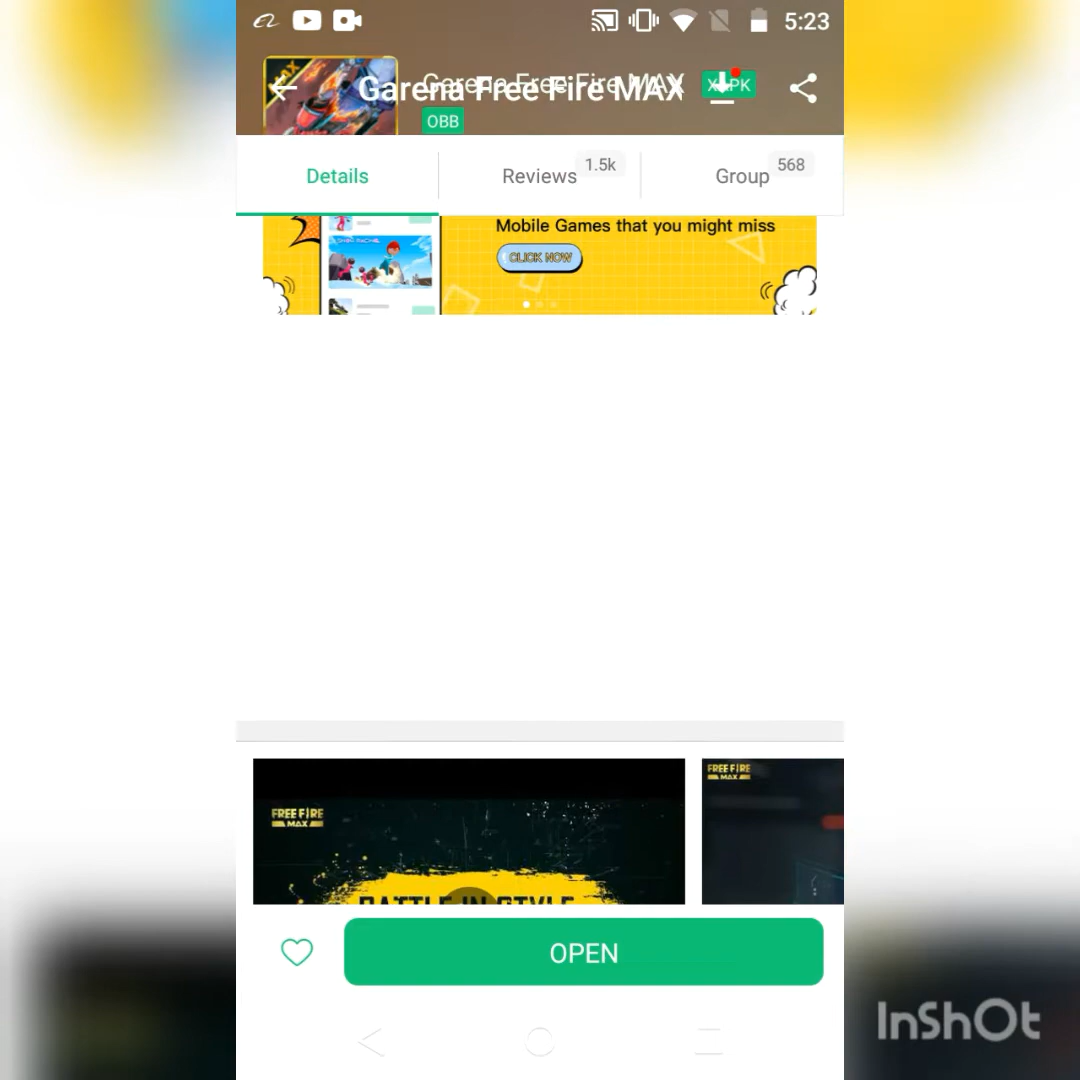 5:23
Garena Free Fire MAX
Garena Free Fire MAX
XAPK
OBB
Details
Reviews
1.5k
Group
568
Mobile Games that you might miss
CLICK NOW
FREE FIRE
MAX
FREE FIRE
MAX
BATTLE IN STYLE
OPEN
InShOt